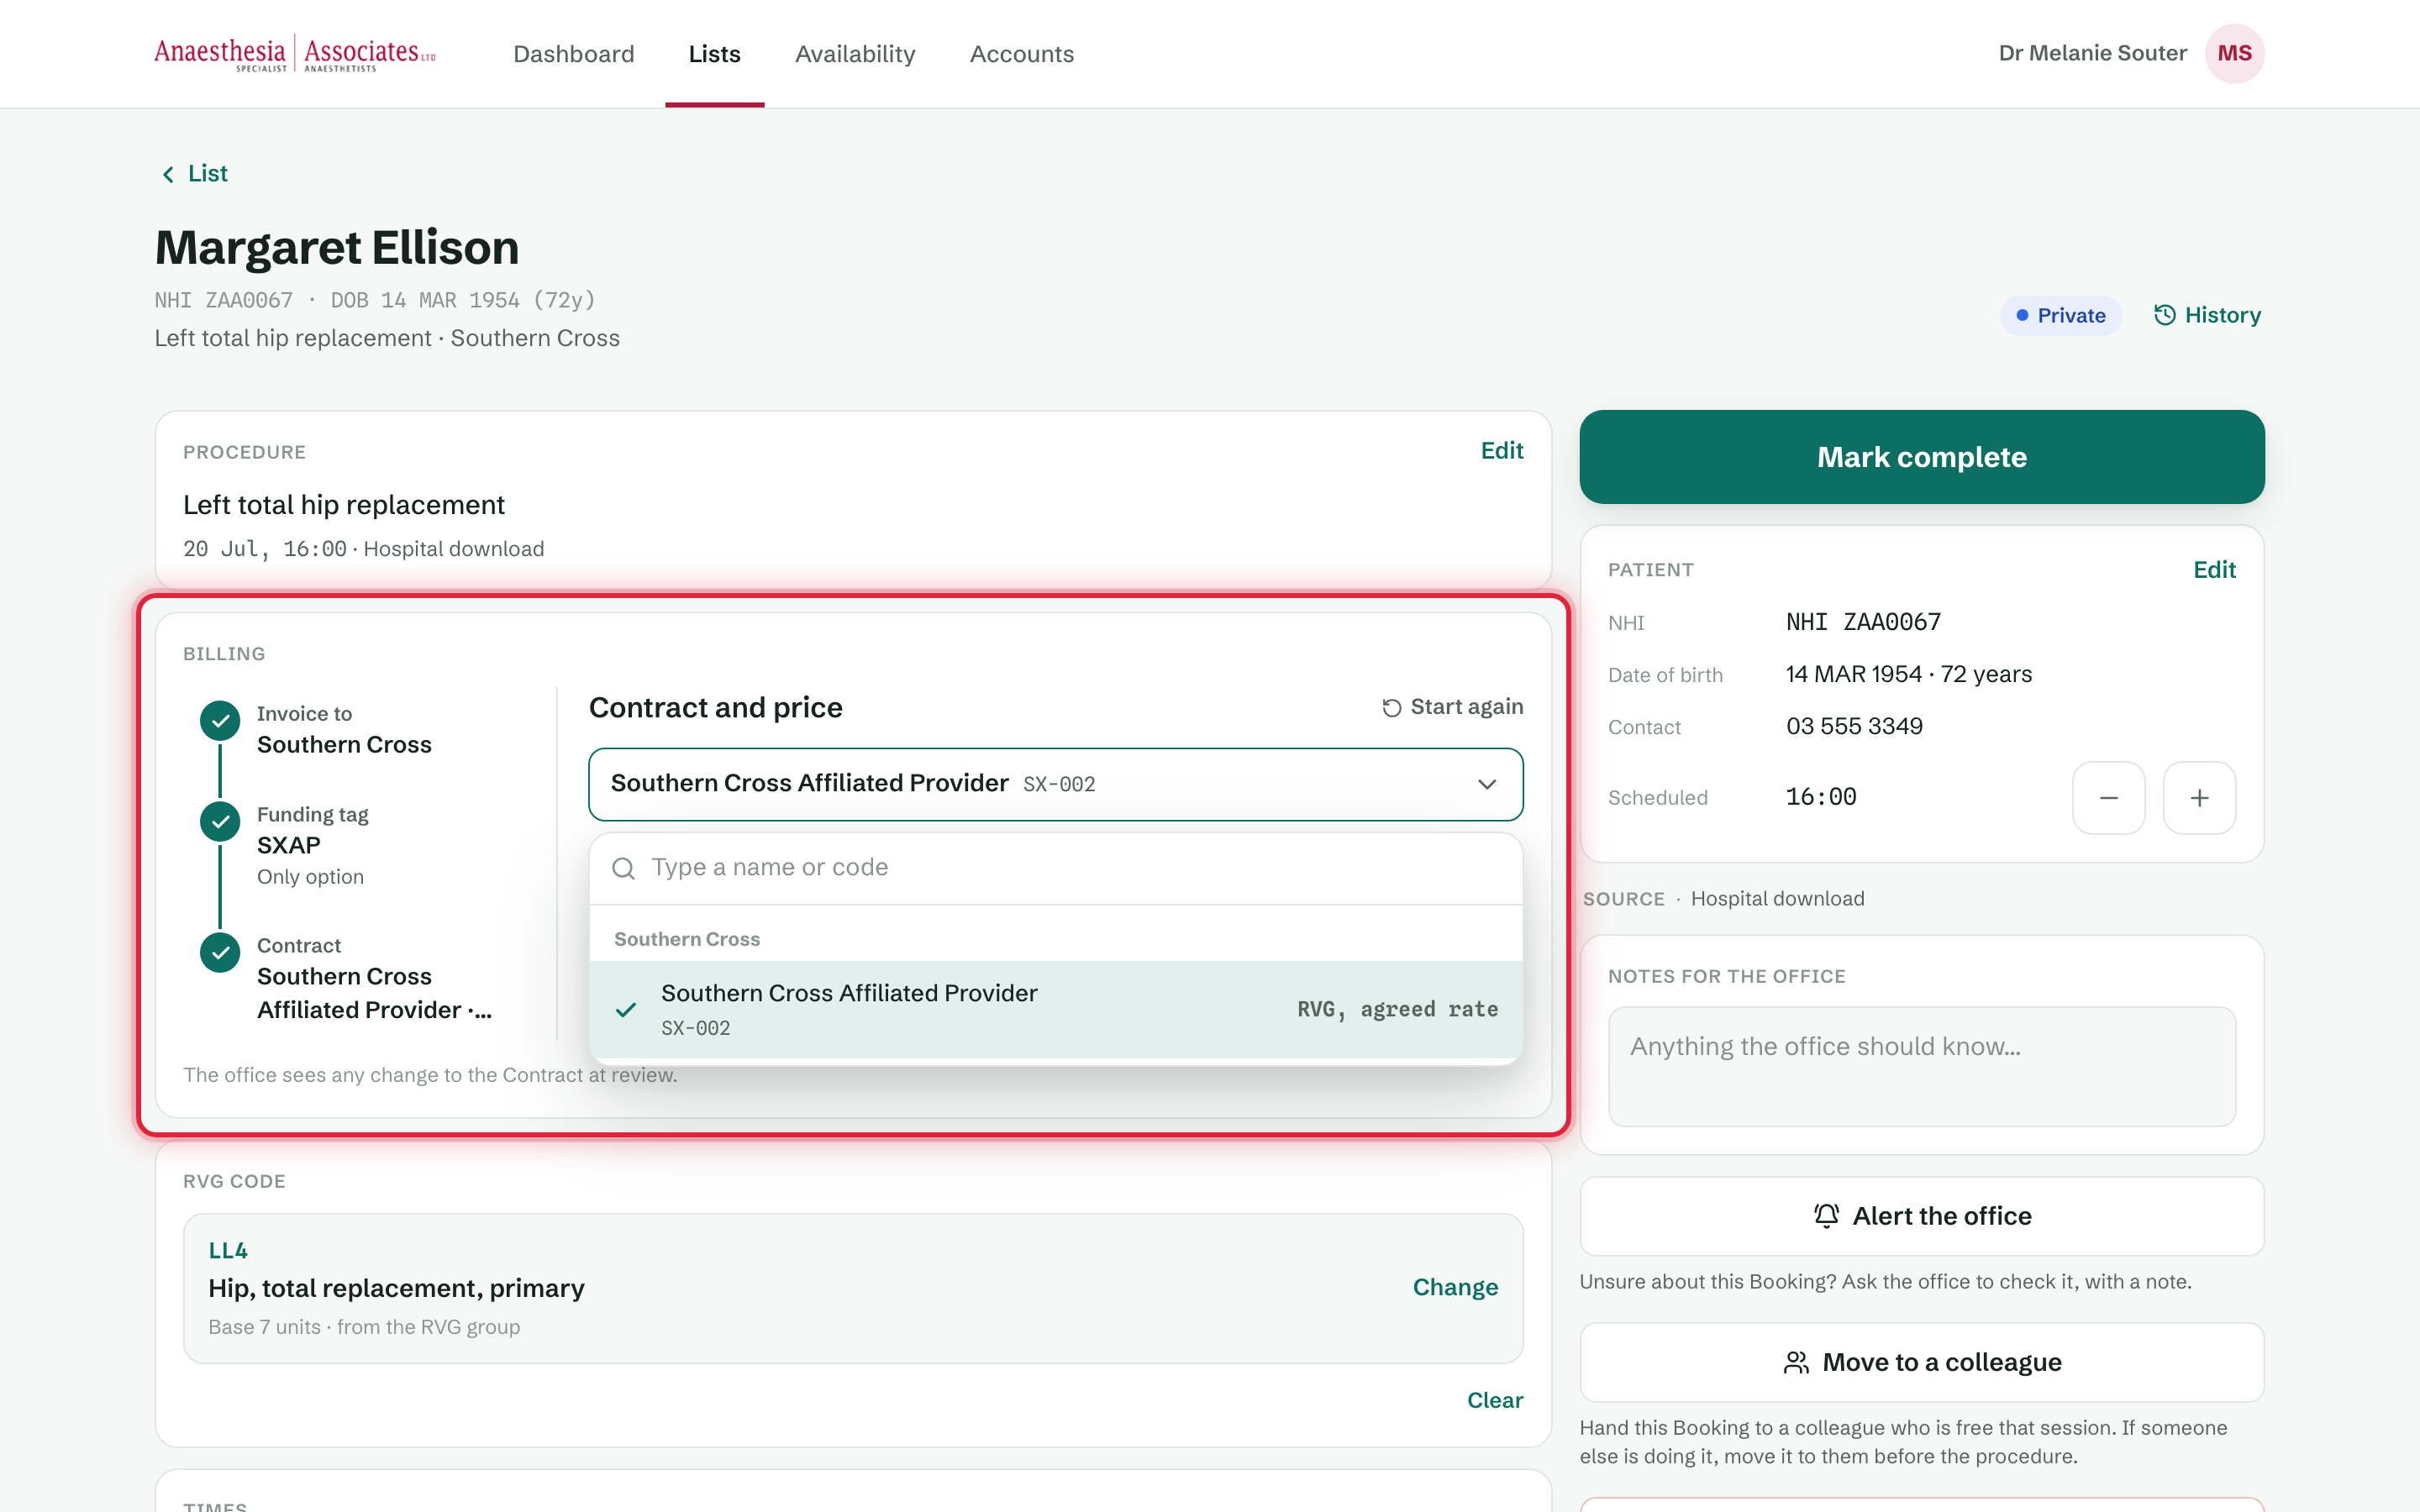 Anaesthesia Associates LTD
SPECIALIST ANAESTHETISTS
Dashboard
Lists
Availability
Accounts
Dr Melanie Souter
MS
List
Margaret Ellison
NHI ZAA0067 · DOB 14 MAR 1954 (72y)
Left total hip replacement · Southern Cross
Private
History
PROCEDURE
Edit
Left total hip replacement
20 Jul, 16:00 · Hospital download
BILLING
Invoice to
Southern Cross
Funding tag
SXAP
Only option
Contract
Southern Cross
Affiliated Provider ·…
Contract and price
Start again
Southern Cross Affiliated Provider SX-002
Type a name or code
Southern Cross
Southern Cross Affiliated Provider
SX-002
RVG, agreed rate
The office sees any change to the Contract at review.
RVG CODE
LL4
Hip, total replacement, primary
Base 7 units · from the RVG group
Change
Clear
TIMES
Mark complete
PATIENT
Edit
NHI
NHI ZAA0067
Date of birth
14 MAR 1954 · 72 years
Contact
03 555 3349
Scheduled
16:00
SOURCE · Hospital download
NOTES FOR THE OFFICE
Anything the office should know…
Alert the office
Unsure about this Booking? Ask the office to check it, with a note.
Move to a colleague
Hand this Booking to a colleague who is free that session. If someone
else is doing it, move it to them before the procedure.